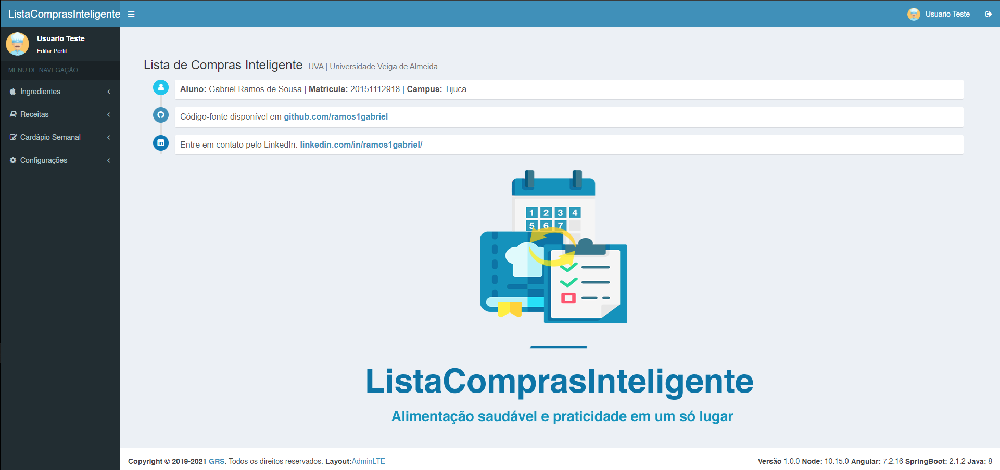 ListaComprasInteligente
Usuario Teste
Usuario Teste
Editar Perfil
MENU DE NAVEGAÇÃO
Ingredientes
Receitas
Cardápio Semanal
Configurações
Lista de Compras Inteligente UVA | Universidade Veiga de Almeida
Aluno: Gabriel Ramos de Sousa | Matrícula: 20151112918 | Campus: Tijuca
Código-fonte disponível em github.com/ramos1gabriel
Entre em contato pelo LinkedIn: linkedin.com/in/ramos1gabriel/
1 2 3 4
5 6 7
ListaComprasInteligente
Alimentação saudável e praticidade em um só lugar
Copyright © 2019-2021 GRS. Todos os direitos reservados. Layout:AdminLTE
Versão 1.0.0 Node: 10.15.0 Angular: 7.2.16 SpringBoot: 2.1.2 Java: 8